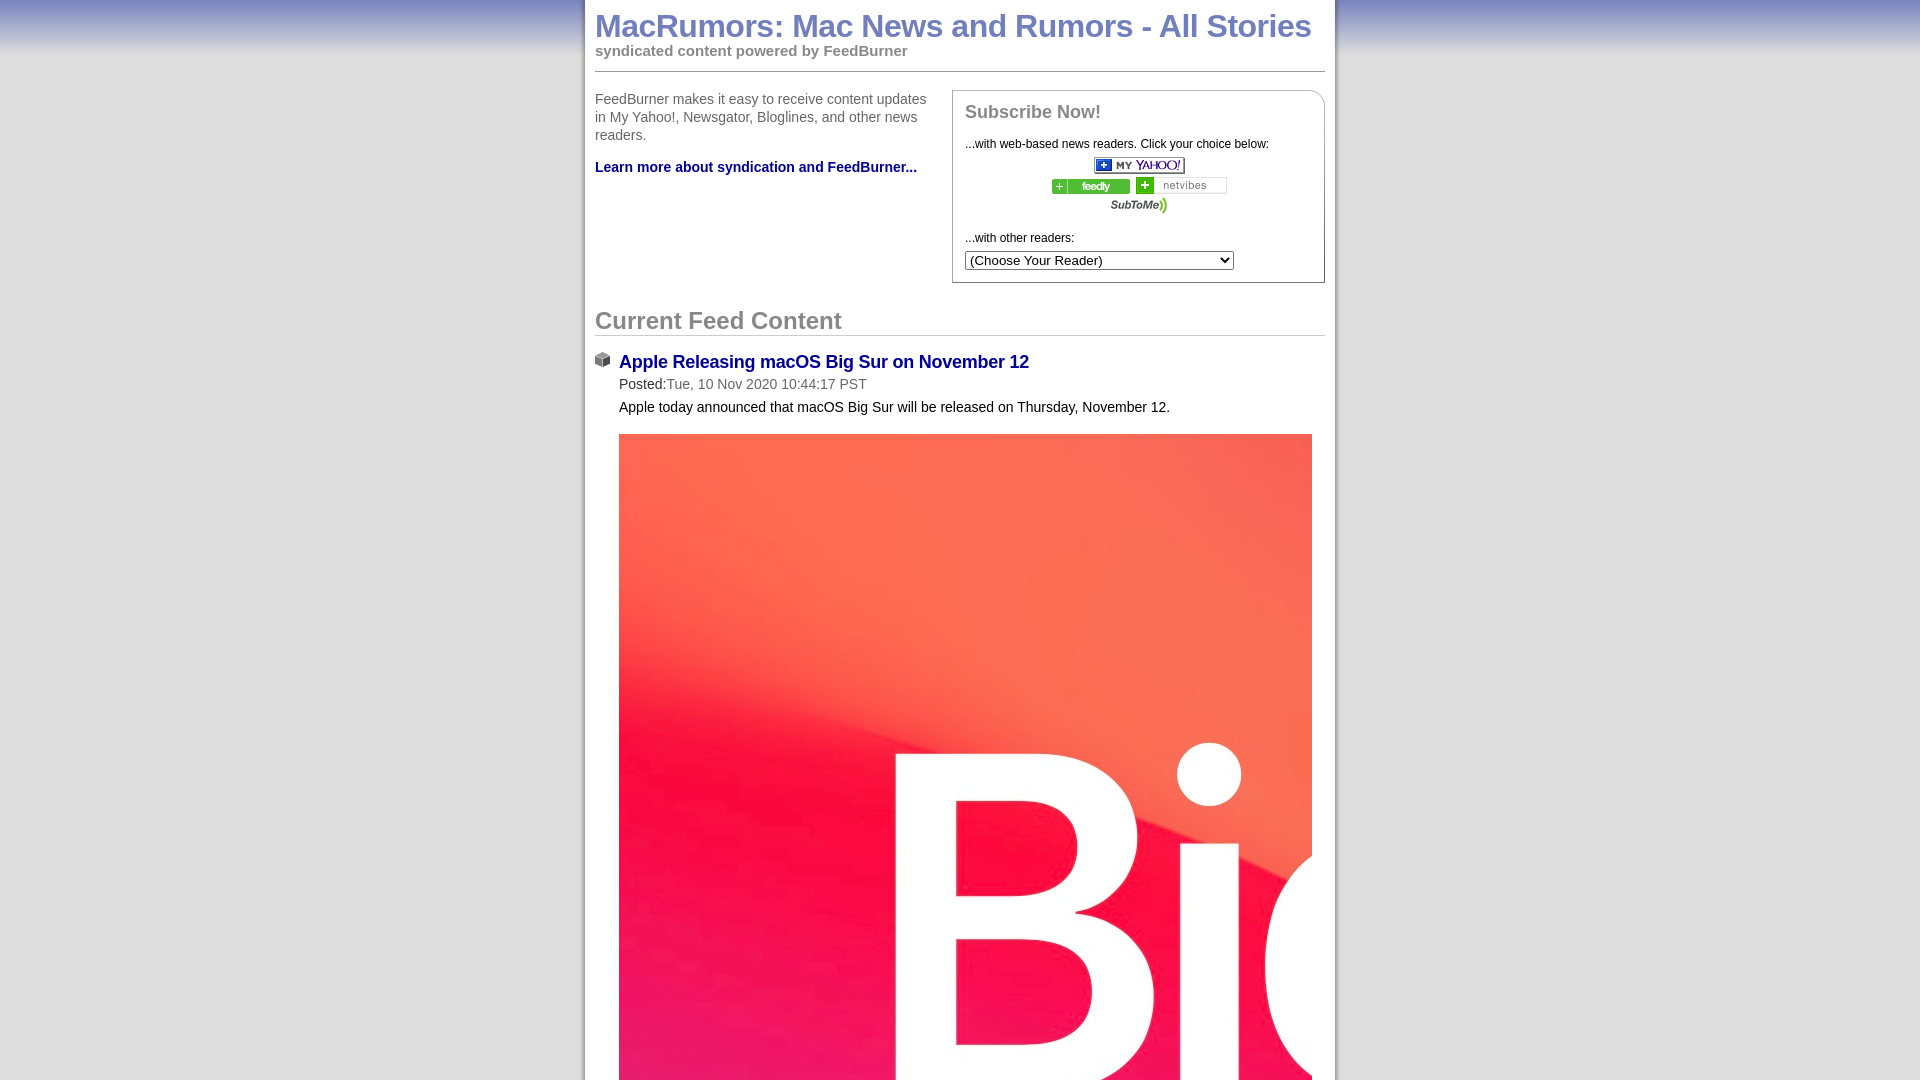 MacRumors: Mac News and Rumors - All Stories
syndicated content powered by FeedBurner
FeedBurner makes it easy to receive content updates
in My Yahoo!, Newsgator, Bloglines, and other news
readers.
Learn more about syndication and FeedBurner...
Subscribe Now!
...with web-based news readers. Click your choice below:
MY YAHOO!
feedly
netvibes
SubToMe
...with other readers:
(Choose Your Reader)
Current Feed Content
Apple Releasing macOS Big Sur on November 12
Posted:Tue, 10 Nov 2020 10:44:17 PST
Apple today announced that macOS Big Sur will be released on Thursday, November 12.
Bi